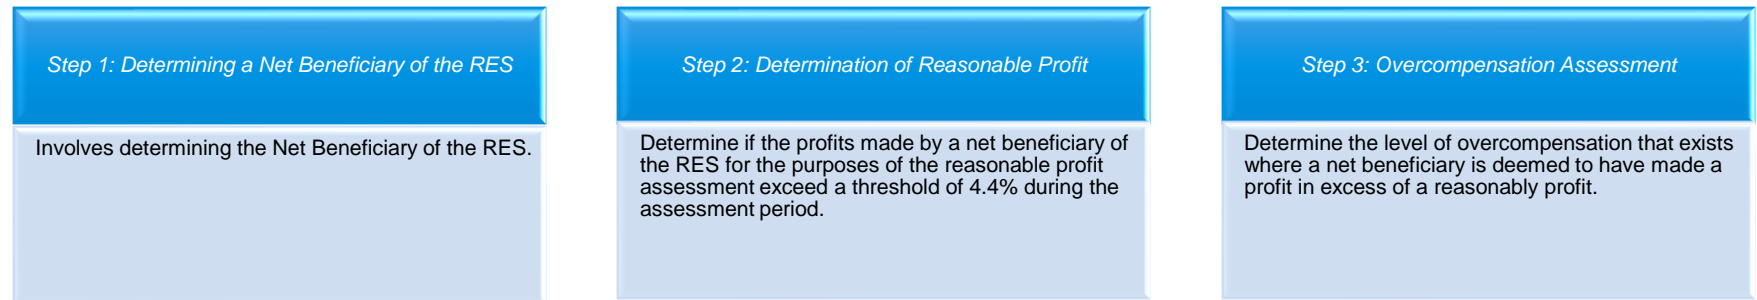 Step 1: Determining a Net Beneficiary of the RES
Involves determining the Net Beneficiary of the RES.
Step 2: Determination of Reasonable Profit
Determine if the profits made by a net beneficiary of
the RES for the purposes of the reasonable profit
assessment exceed a threshold of 4.4% during the
assessment period.
Step 3: Overcompensation Assessment
Determine the level of overcompensation that exists
where a net beneficiary is deemed to have made a
profit in excess of a reasonably profit.